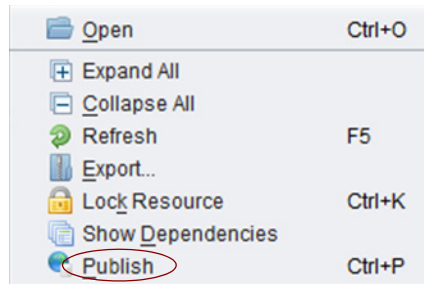 Open Ctrl+O
Expand All
Collapse All
Refresh F5
Export...
Lock Resource Ctrl+K
Show Dependencies
Publish Ctrl+P